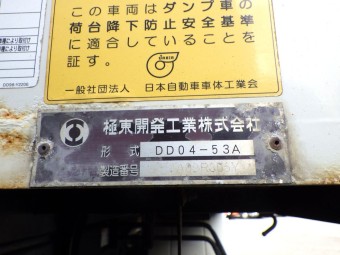 この車両はダンプ車の
荷台降下防止安全基準
に適合していることを
証す。
一般社団法人 日本自動車車体工業会
極東開発工業株式会社
形式 DD04-53A
製造番号